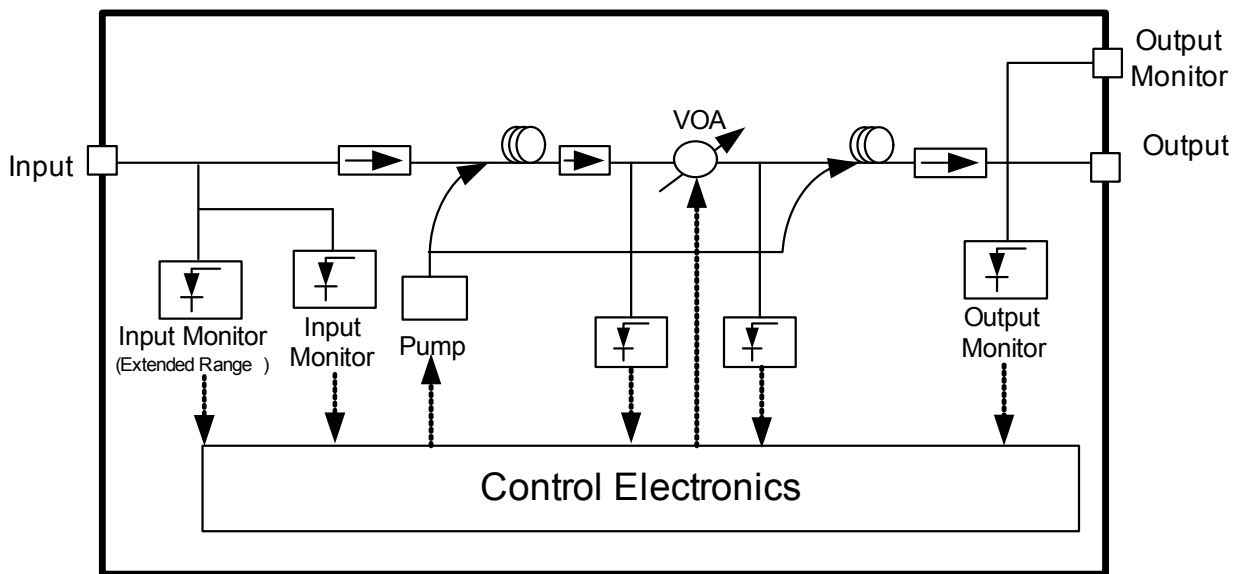 Output
Monitor
Input
VOA
Output
Input Monitor
(Extended Range )
Input
Monitor
Pump
Output
Monitor
Control Electronics